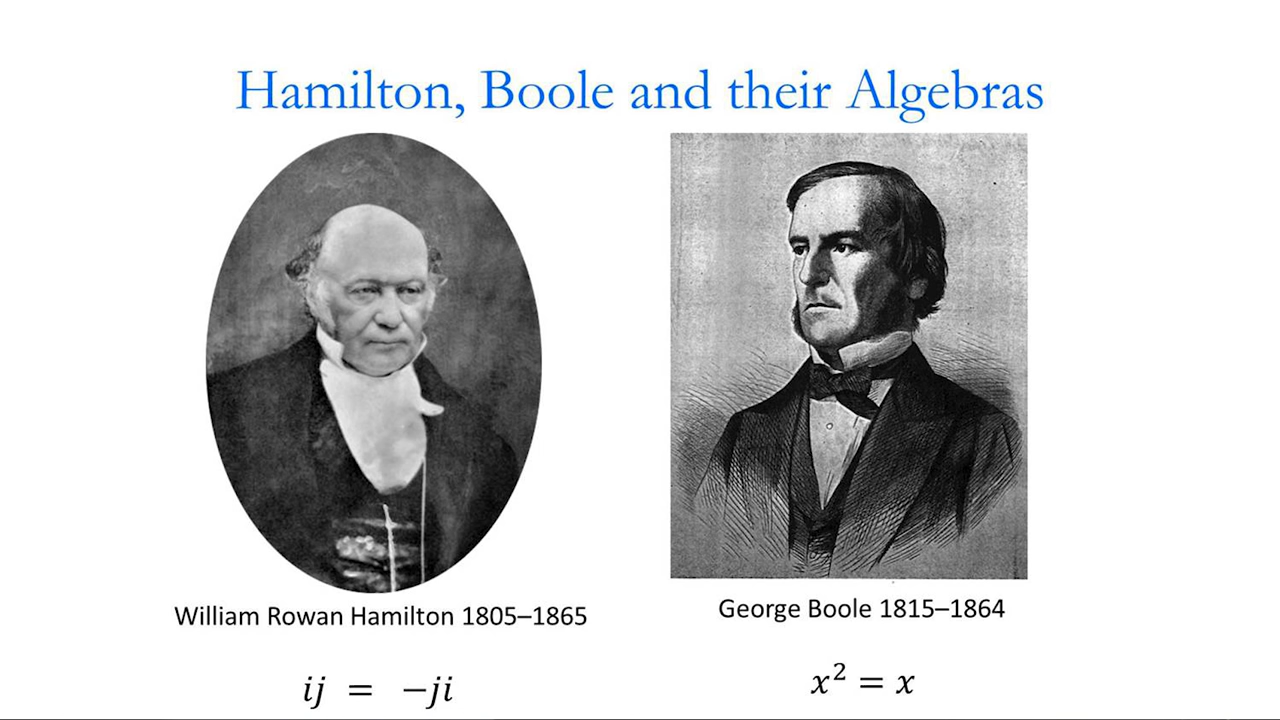 Hamilton, Boole and their Algebras
William Rowan Hamilton 1805–1865
George Boole 1815–1864
ij = −ji
x² = x